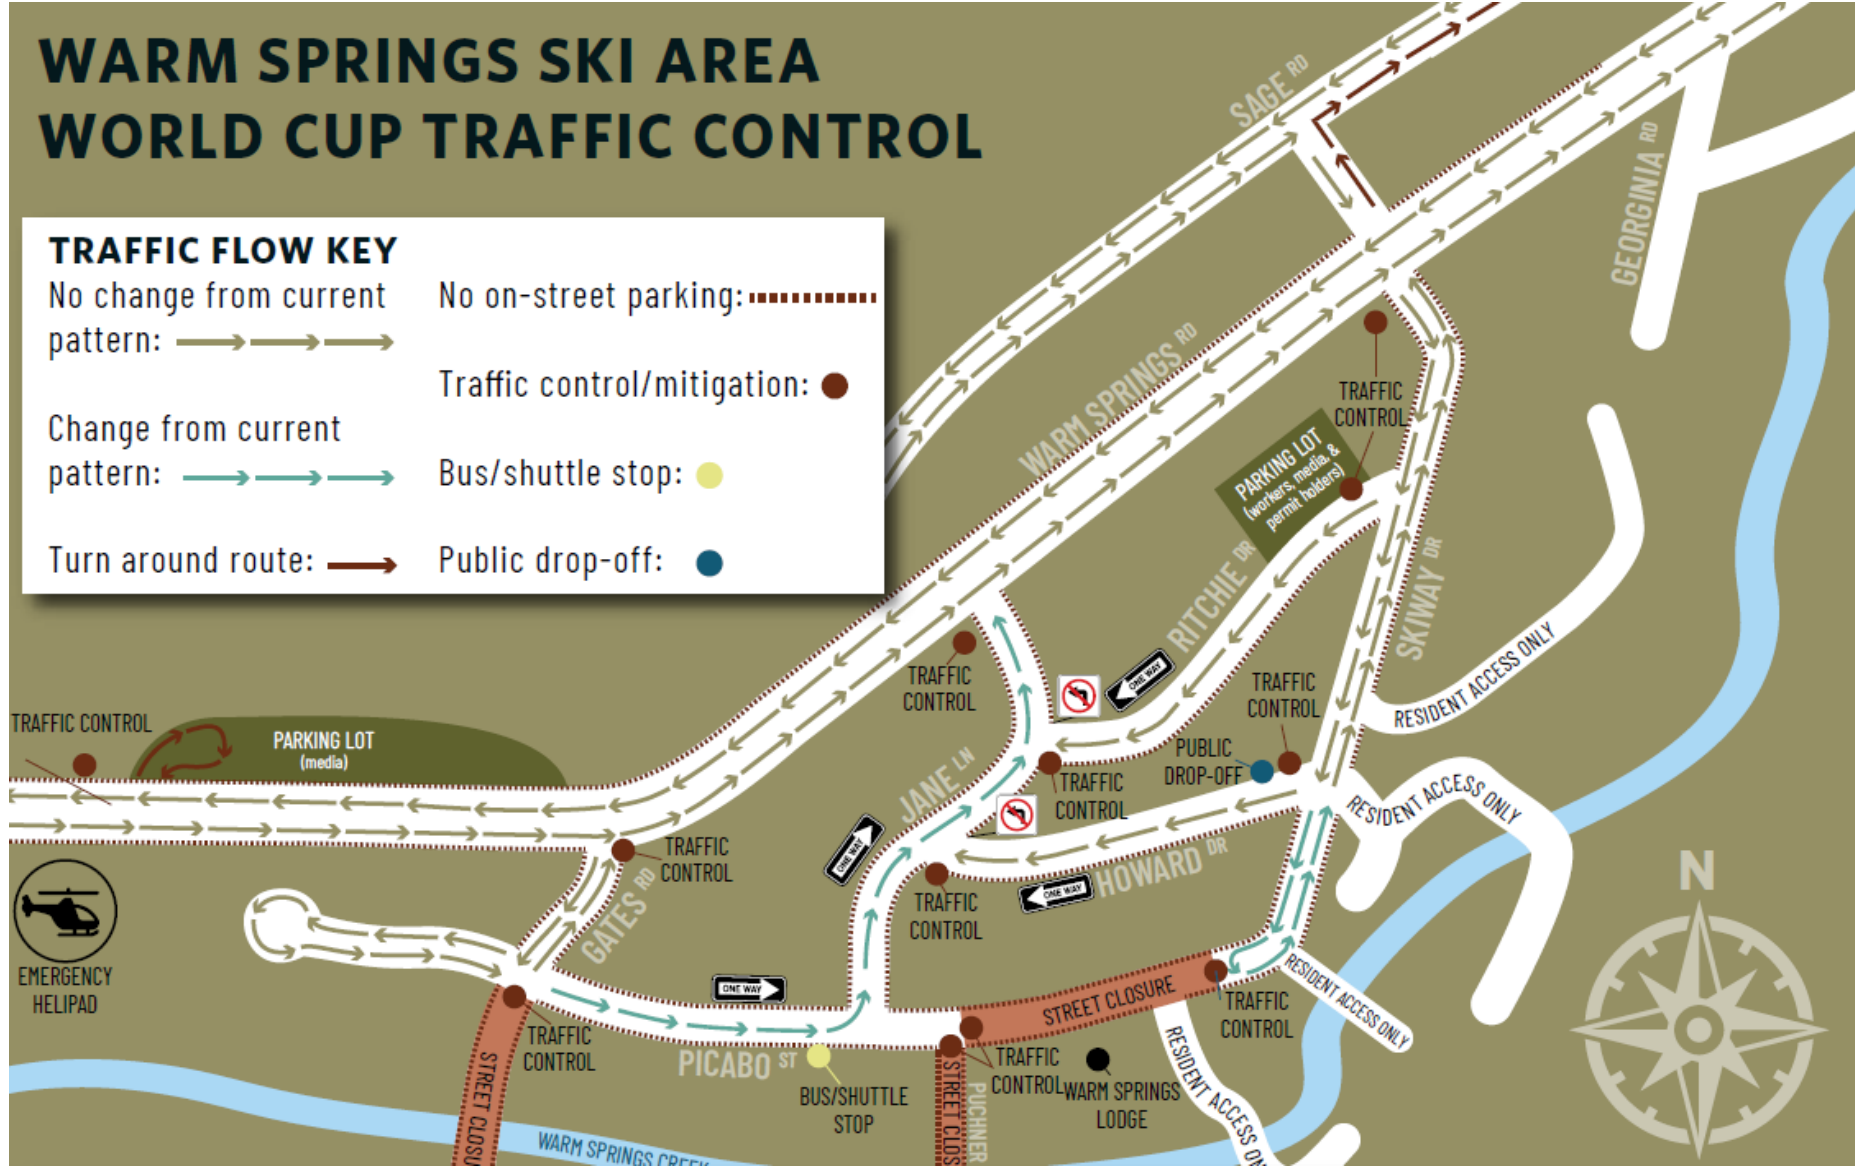 WARM SPRINGS SKI AREA
WORLD CUP TRAFFIC CONTROL
TRAFFIC FLOW KEY
No change from current
pattern:
Change from current
pattern:
Turn around route:
No on-street parking:
Traffic control/mitigation:
Bus/shuttle stop:
Public drop-off:
SAGE RD
GEORGINIA RD
WARM SPRINGS RD
TRAFFIC
CONTROL
PARKING LOT
(workers, media, &
permit holders)
RITCHIE DR
SKIWAY DR
RESIDENT ACCESS ONLY
TRAFFIC
CONTROL
ONE WAY
TRAFFIC
CONTROL
PUBLIC
DROP-OFF
TRAFFIC CONTROL
PARKING LOT
(media)
JANE LN
TRAFFIC
CONTROL
RESIDENT ACCESS ONLY
ONE WAY
TRAFFIC
CONTROL
HOWARD DR
ONE WAY
TRAFFIC
CONTROL
GATES RD
N
EMERGENCY
HELIPAD
ONE WAY
STREET CLOSURE
RESIDENT ACCESS ONLY
TRAFFIC
CONTROL
TRAFFIC
CONTROL
PICABO ST
BUS/SHUTTLE
STOP
TRAFFIC
CONTROL
WARM SPRINGS
LODGE
RESIDENT ACCESS ON
STREET CLOSU
STREET CLOS
PUCHNER
WARM SPRINGS CREEK